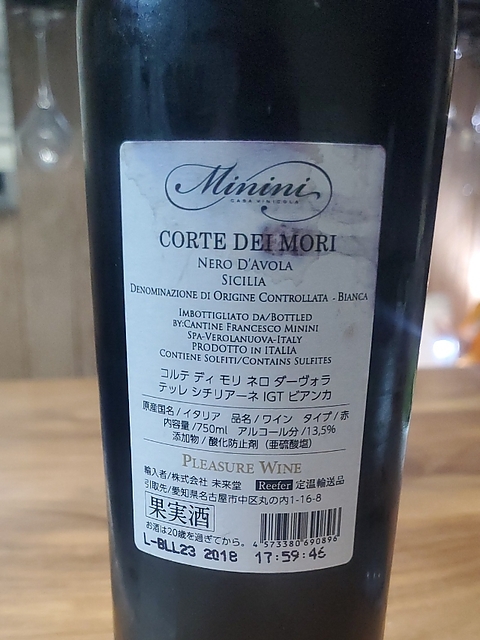 Minini
CASA VINICOLA
CORTE DEI MORI
NERO D'AVOLA
SICILIA
DENOMINAZIONE DI ORIGINE CONTROLLATA - BIANCA
IMBOTTIGLIATO DA/BOTTLED
BY:CANTINE FRANCESCO MININI
SPA-VEROLANUOVA-ITALY
PRODOTTO IN ITALIA
CONTIENE SOLFITI/CONTAINS SULFITES
コルテ ディ モリ ネロ ダーヴォラ
テッレ シチリアーネ IGT ビアンカ
原産国名/イタリア 品名/ワイン タイプ/赤
内容量/750ml アルコール分/13,5%
添加物/酸化防止剤（亜硫酸塩）
PLEASURE WINE
輸入者/株式会社 未来堂 Reefer 定温輸送品
引取先/愛知県名古屋市中区丸の内1-16-8
果実酒
お酒は20歳を過ぎてから。
4573380690896
L-BLL23 2018 17:59:46